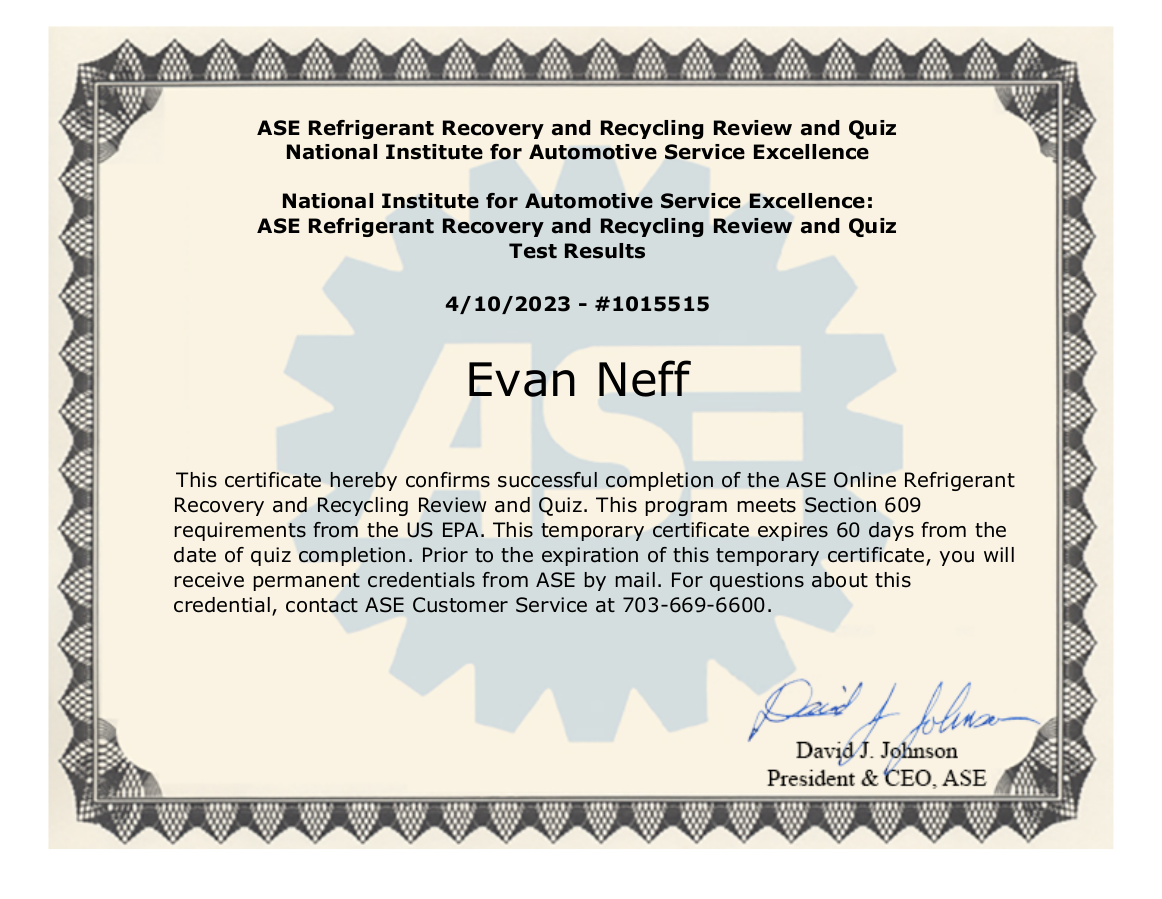 ASE Refrigerant Recovery and Recycling Review and Quiz
National Institute for Automotive Service Excellence
National Institute for Automotive Service Excellence:
ASE Refrigerant Recovery and Recycling Review and Quiz
Test Results
4/10/2023 - #1015515
ASE
Evan Neff
This certificate hereby confirms successful completion of the ASE Online Refrigerant
Recovery and Recycling Review and Quiz. This program meets Section 609
requirements from the US EPA. This temporary certificate expires 60 days from the
date of quiz completion. Prior to the expiration of this temporary certificate, you will
receive permanent credentials from ASE by mail. For questions about this
credential, contact ASE Customer Service at 703-669-6600.
David J Johnson
David J. Johnson
President & CEO, ASE